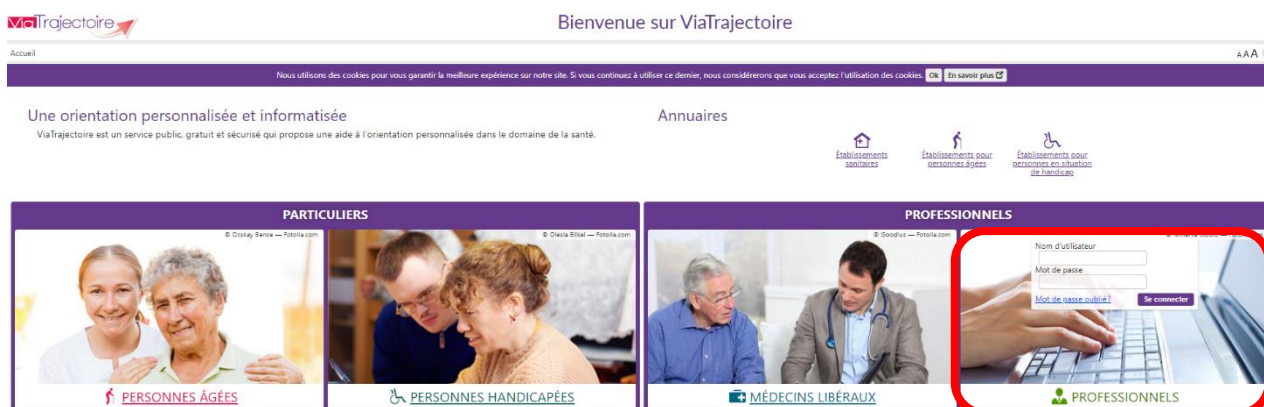 ViaTrajectoire
Bienvenue sur ViaTrajectoire
Accueil
AAA
Nous utilisons des cookies pour vous garantir la meilleure expérience sur notre site. Si vous continuez à utiliser ce dernier, nous considérerons que vous acceptez l'utilisation des cookies. Ok En savoir plus
Une orientation personnalisée et informatisée
ViaTrajectoire est un service public, gratuit et sécurisé qui propose une aide à l'orientation personnalisée dans le domaine de la santé.
Annuaires
Établissements sanitaires
Établissements pour personnes âgées
Établissements pour personnes en situation de handicap
PARTICULIERS
© Ocskay Bence — Fotolia.com
PERSONNES ÂGÉES
© Olesia Bilkei — Fotolia.com
PERSONNES HANDICAPÉES
PROFESSIONNELS
© Goodluz — Fotolia.com
MÉDECINS LIBÉRAUX
Nom d'utilisateur
Mot de passe
Mot de passe oublié ?
Se connecter
PROFESSIONNELS